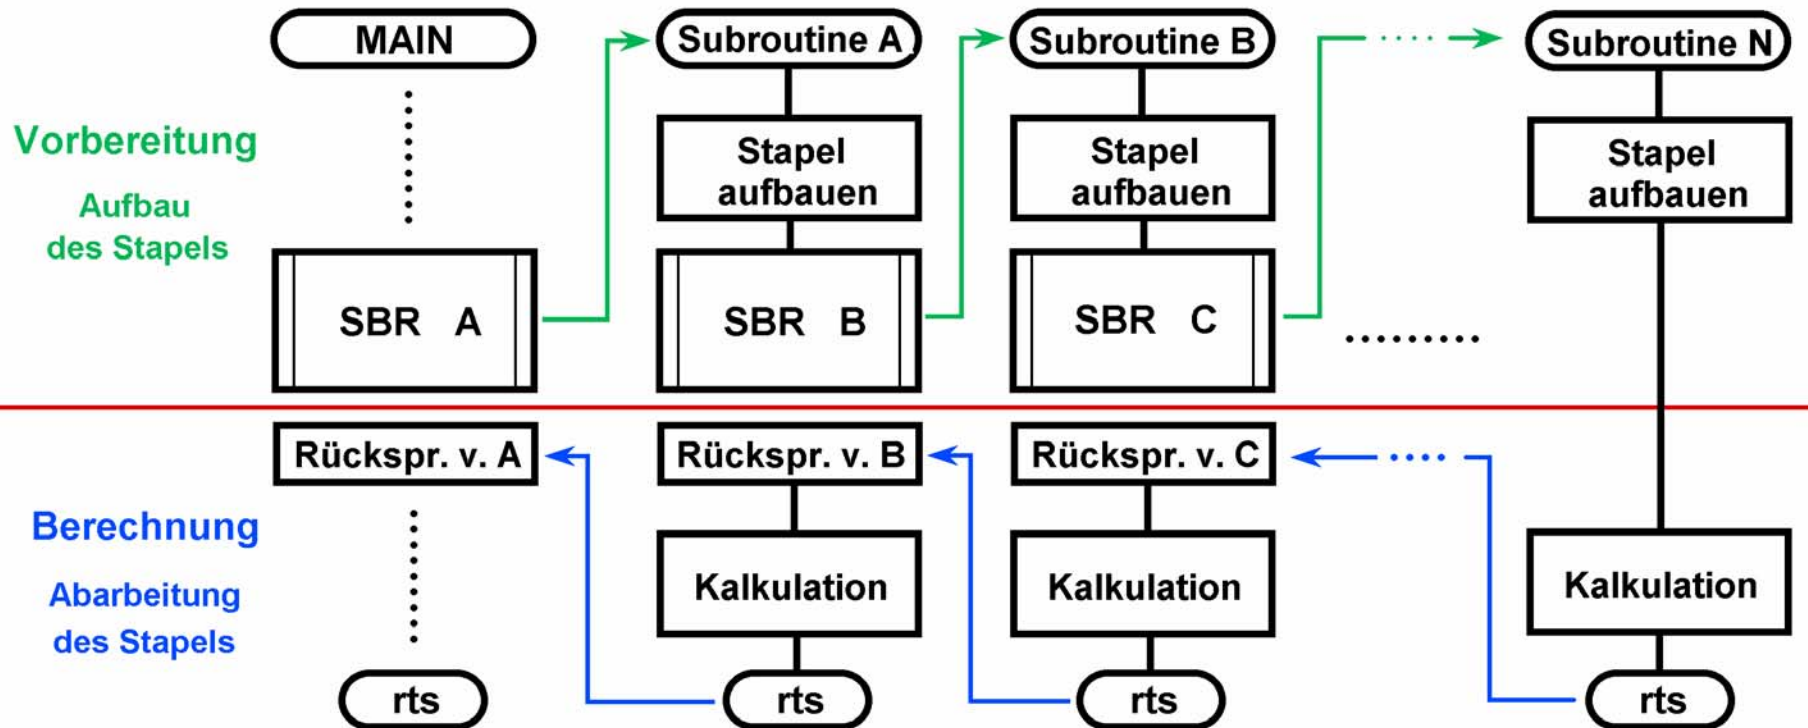 MAIN
Subroutine A
Subroutine B
Subroutine N
Vorbereitung
Aufbau
des Stapels
Stapel
aufbauen
Stapel
aufbauen
Stapel
aufbauen
SBR A
SBR B
SBR C
Rückspr. v. A
Rückspr. v. B
Rückspr. v. C
Berechnung
Abarbeitung
des Stapels
Kalkulation
Kalkulation
Kalkulation
rts
rts
rts
rts